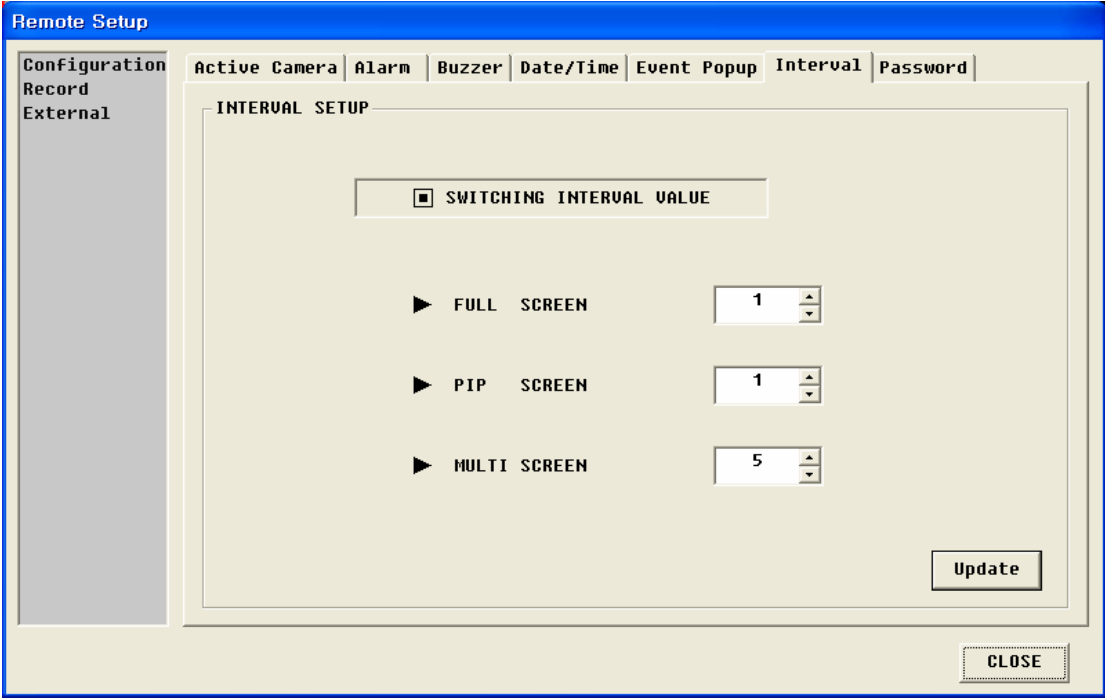 Remote Setup
Configuration
Record
External
Active Camera Alarm Buzzer Date/Time Event Popup Interval Password
INTERVAL SETUP
SWITCHING INTERVAL VALUE
FULL SCREEN 1
PIP SCREEN 1
MULTI SCREEN 5
Update
CLOSE